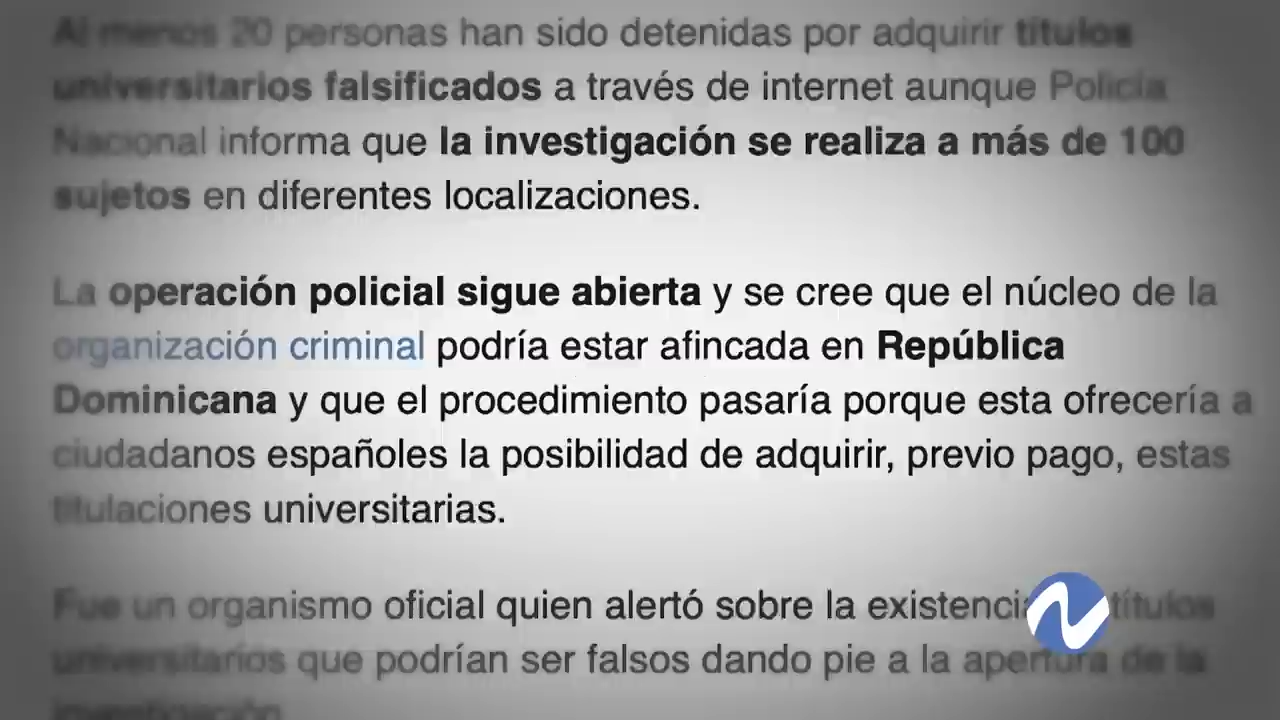 Al menos 20 personas han sido detenidas por adquirir títulos
universitarios falsificados a través de internet aunque Policía
Nacional informa que la investigación se realiza a más de 100
sujetos en diferentes localizaciones.
La operación policial sigue abierta y se cree que el núcleo de la
organización criminal podría estar afincada en República
Dominicana y que el procedimiento pasaría porque esta ofrecería a
ciudadanos españoles la posibilidad de adquirir, previo pago, estas
titulaciones universitarias.
Fue un organismo oficial quien alertó sobre la existencia títulos
universitarios que podrían ser falsos dando pie a la apertura de la
investigación